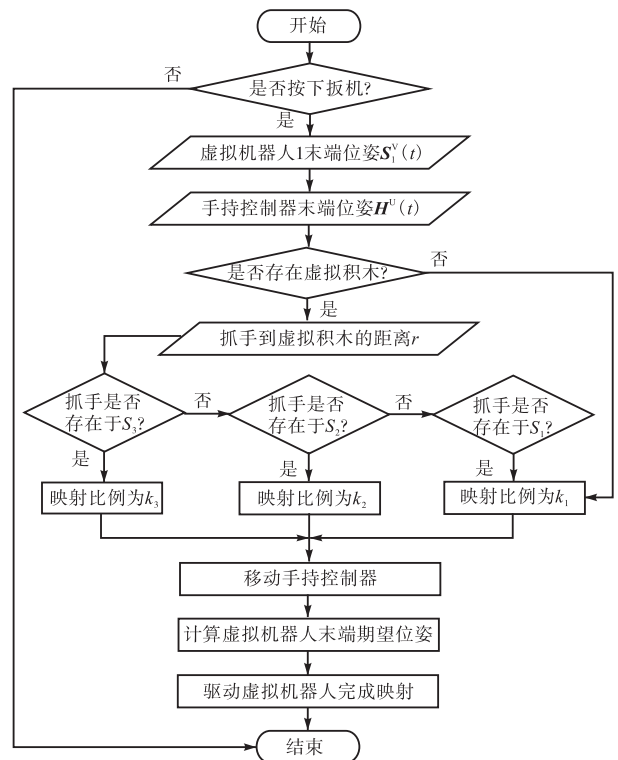 开始
否
是否按下扳机?
是
虚拟机器人1末端位姿S₁ⱽ(t)
手持控制器末端位姿Hᵁ(t)
否
是否存在虚拟积木?
是
抓手到虚拟积木的距离r
抓手是否
存在于S₃?
否
抓手是否
存在于S₂?
否
抓手是否
存在于S₁?
是
是
是
映射比例为k₃
映射比例为k₂
映射比例为k₁
移动手持控制器
计算虚拟机器人末端期望位姿
驱动虚拟机器人完成映射
结束